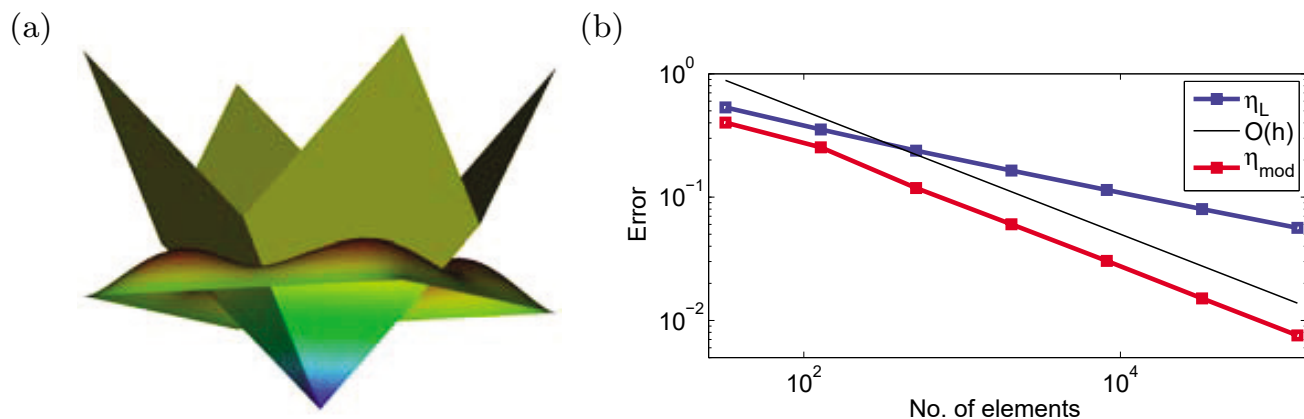 (a)
(b)
10^0
10^{-1}
10^{-2}
Error
η_L
O(h)
η_mod
10^2
10^4
No. of elements